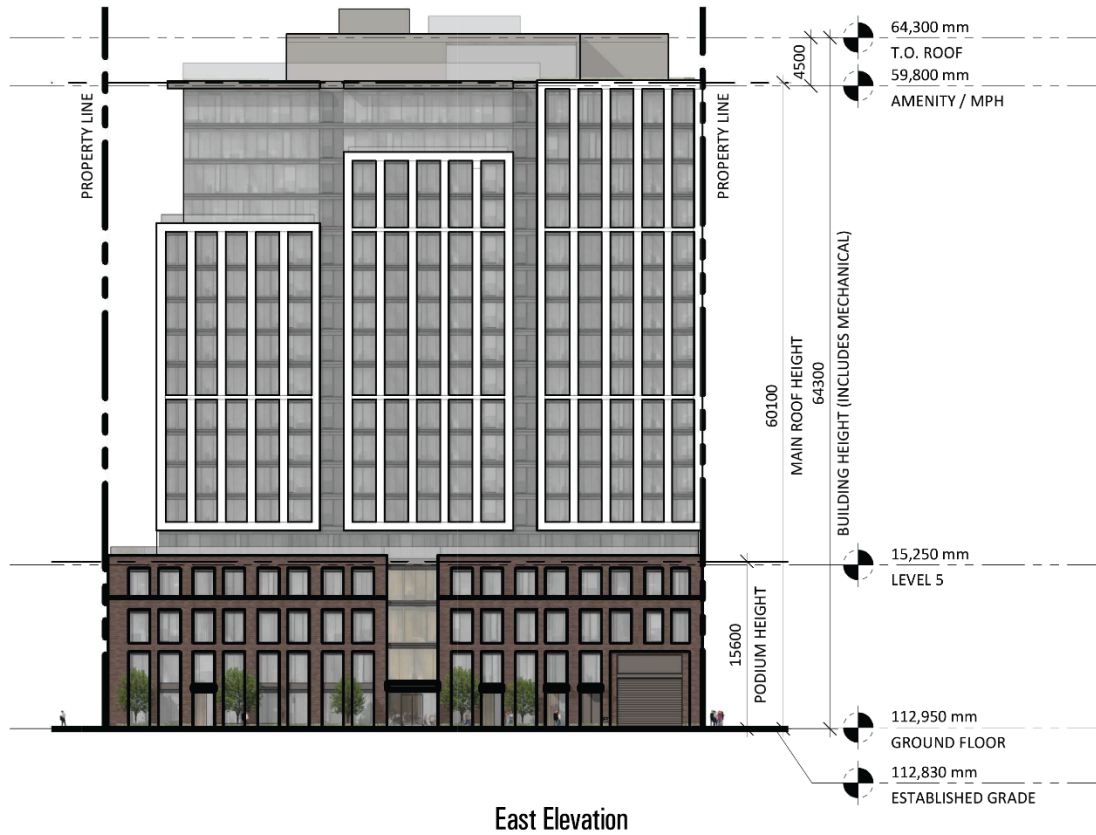 64,300 mm
T.O. ROOF
4500
59,800 mm
AMENITY / MPH
PROPERTY LINE
PROPERTY LINE
60100
MAIN ROOF HEIGHT
64300
BUILDING HEIGHT (INCLUDES MECHANICAL)
15,250 mm
LEVEL 5
15600
PODIUM HEIGHT
112,950 mm
GROUND FLOOR
112,830 mm
ESTABLISHED GRADE
East Elevation